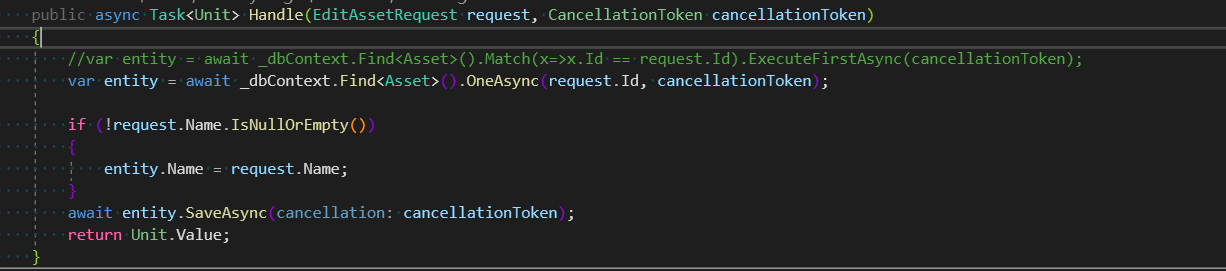 public async Task<Unit> Handle(EditAssetRequest request, CancellationToken cancellationToken)
{
//var entity = await _dbContext.Find<Asset>().Match(x=>x.Id == request.Id).ExecuteFirstAsync(cancellationToken);
var entity = await _dbContext.Find<Asset>().OneAsync(request.Id, cancellationToken);
if (!request.Name.IsNullOrEmpty())
{
entity.Name = request.Name;
}
await entity.SaveAsync(cancellation: cancellationToken);
return Unit.Value;
}